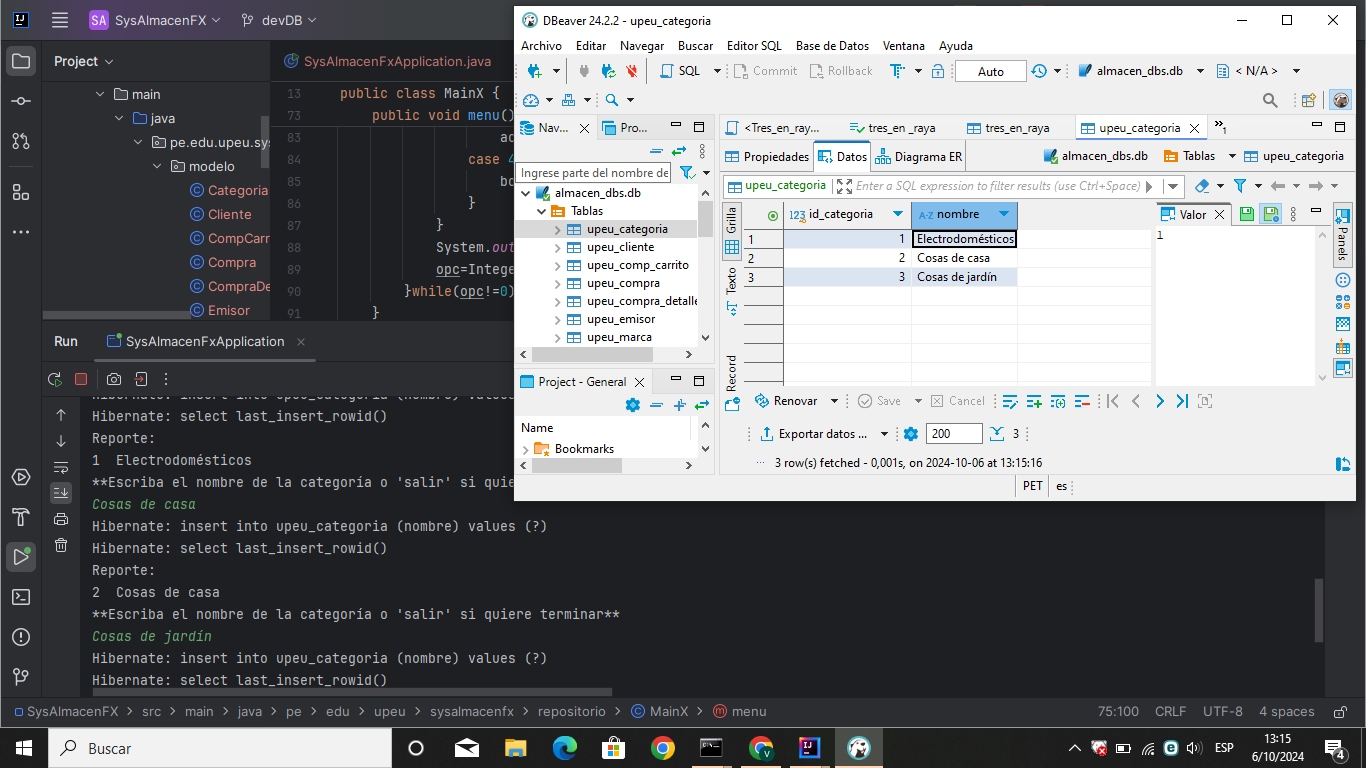 SA SysAlmacenFX devDB
Project
main
java
pe.edu.upeu.sys
modelo
Categoria
Cliente
CompCarr
Compra
CompraDe
Emisor
SysAlmacenFxApplication.java
13 public class MainX {
73 public void menu()
83 ac
84 case 4
85 bo
86 }
87 }
88 System.out
89 opc=Intege
90 }while(opc!=0)
91 }
Run SysAlmacenFxApplication
Hibernate: insert into upeu_categoria (nombre) values
Hibernate: select last_insert_rowid()
Reporte:
1 Electrodomésticos
**Escriba el nombre de la categoría o 'salir' si quie
Cosas de casa
Hibernate: insert into upeu_categoria (nombre) values (?)
Hibernate: select last_insert_rowid()
Reporte:
2 Cosas de casa
**Escriba el nombre de la categoría o 'salir' si quiere terminar**
Cosas de jardín
Hibernate: insert into upeu_categoria (nombre) values (?)
Hibernate: select last_insert_rowid()
SysAlmacenFX > src > main > java > pe > edu > upeu > sysalmacenfx > repositorio > MainX > menu
75:100 CRLF UTF-8 4 spaces
DBeaver 24.2.2 - upeu_categoria
Archivo Editar Navegar Buscar Editor SQL Base de Datos Ventana Ayuda
SQL Commit Rollback Auto almacen_dbs.db < N/A >
Nav... Pro...
Ingrese parte del nombre de
almacen_dbs.db
Tablas
upeu_categoria
upeu_cliente
upeu_comp_carrito
upeu_compra
upeu_compra_detalle
upeu_emisor
upeu_marca
Project - General
Name
Bookmarks
<Tres_en_ray... tres_en _raya tres_en_raya upeu_categoria »1
Propiedades Datos Diagrama ER almacen_dbs.db Tablas upeu_categoria
upeu_categoria Enter a SQL expression to filter results (use Ctrl+Space)
Grilla
Texto
Record
123 id_categoria A-Z nombre
1 1 Electrodomésticos
2 2 Cosas de casa
3 3 Cosas de jardín
Valor
1
Panels
Renovar Save Cancel
Exportar datos ... 200 3
3 row(s) fetched - 0,001s, on 2024-10-06 at 13:15:16
PET es
Buscar
ESP
13:15
6/10/2024
4